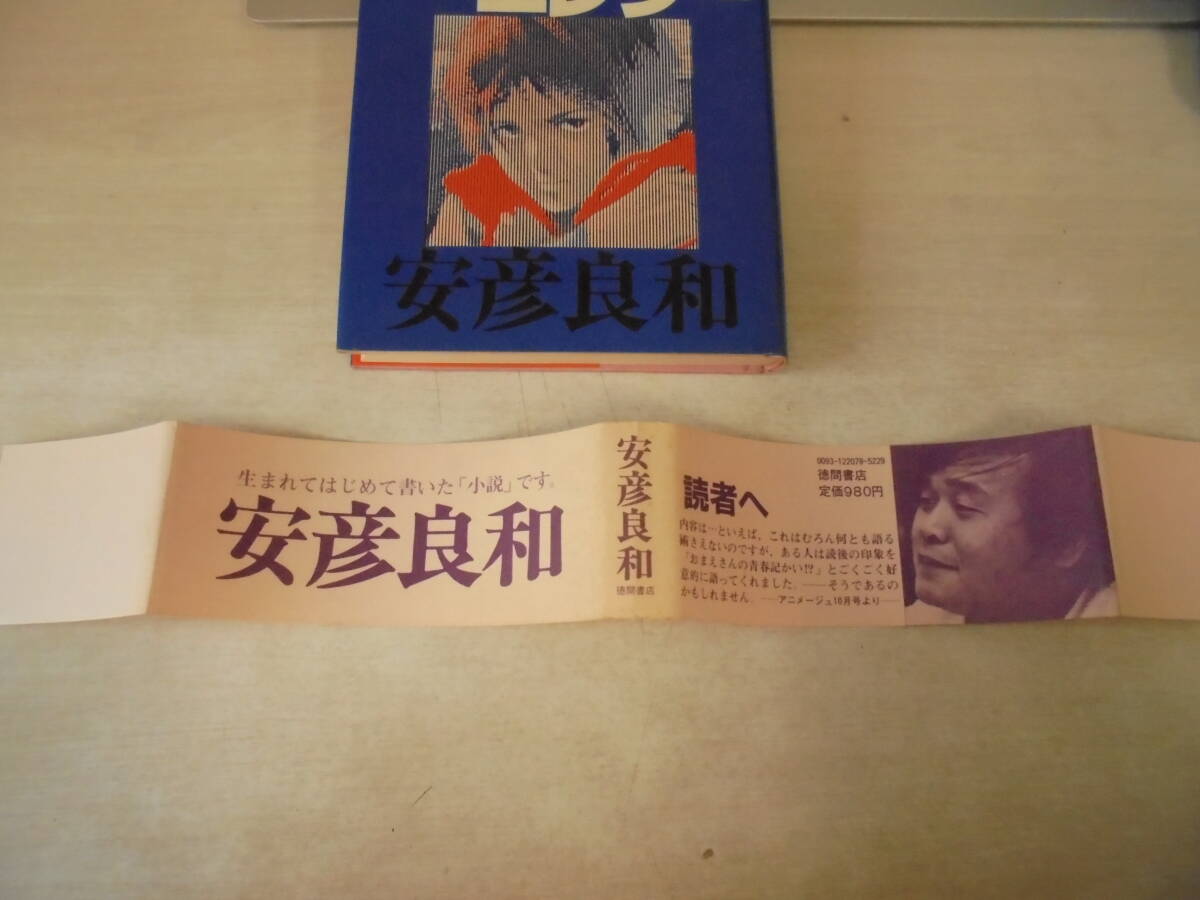 安彦良和
生まれてはじめて書いた「小説」です。
安彦良和
安彦良和
徳間書店
読者へ
0093-122078-5229
徳間書店
定価980円
内容は…といえば，これはむろん何とも語る
術さえないのですが，ある人は読後の印象を
「おまえさんの青春記かい!?」とごくごく好
意的に語ってくれました。——そうであるの
かもしれません。——アニメージュ10月号より——